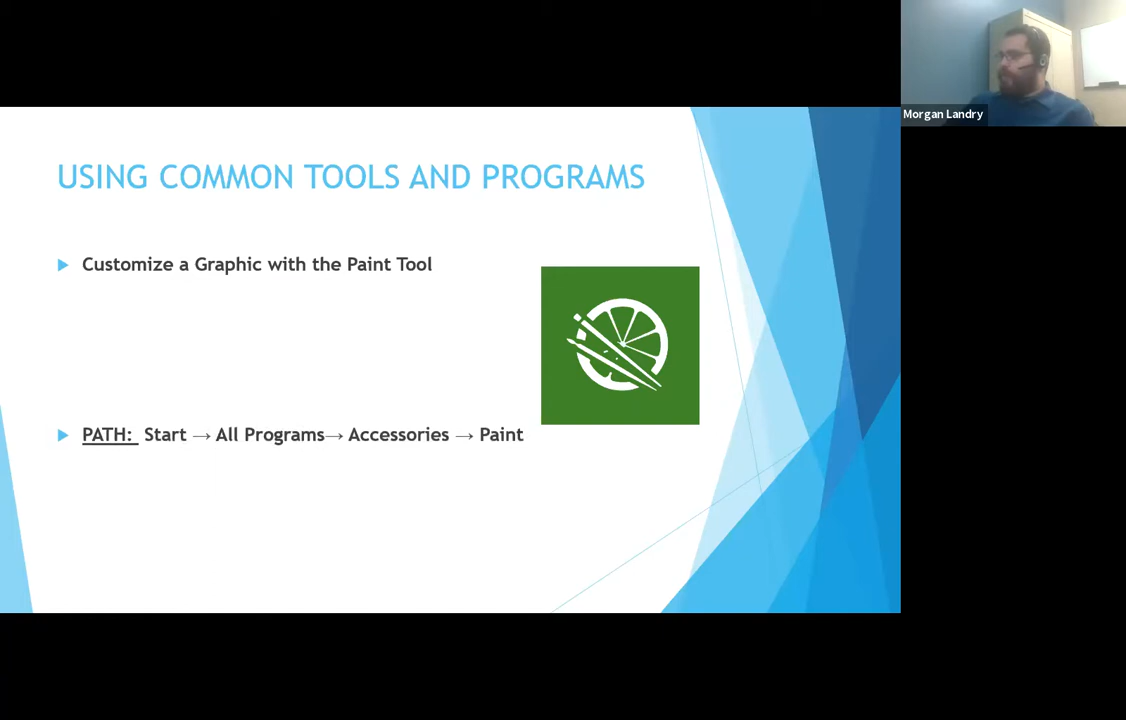 Morgan Landry
USING COMMON TOOLS AND PROGRAMS
Customize a Graphic with the Paint Tool
PATH: Start → All Programs→ Accessories → Paint